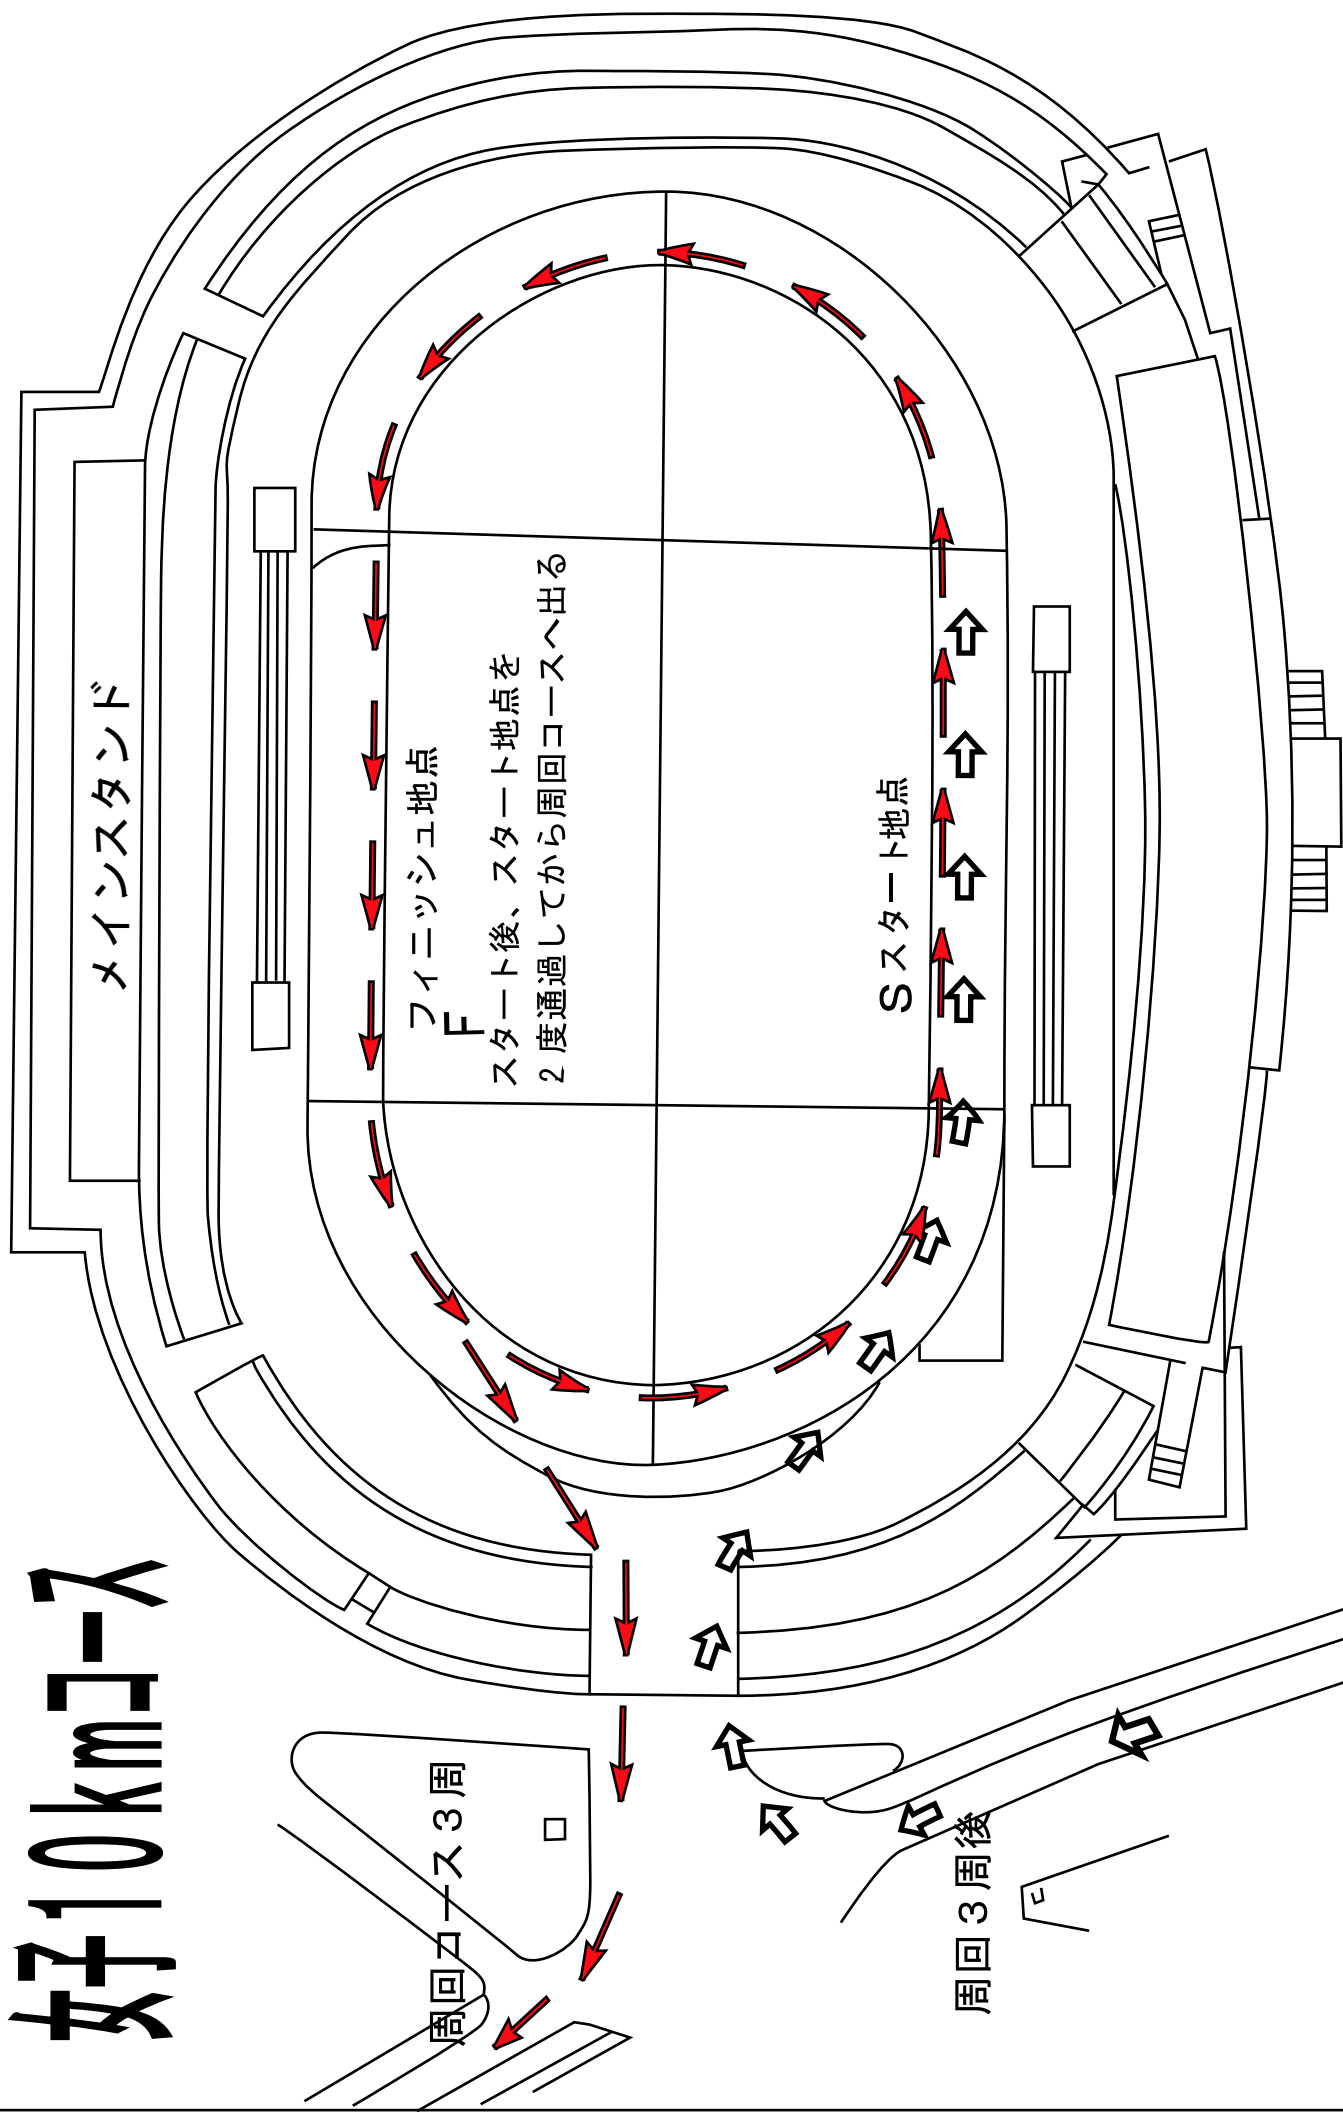 女子10kmコース
メインスタンド
フィニッシュ地点
F
スタート後、スタート地点を
2度通過してから周回コースへ出る
Sスタート地点
周回コース3周
周回3周後